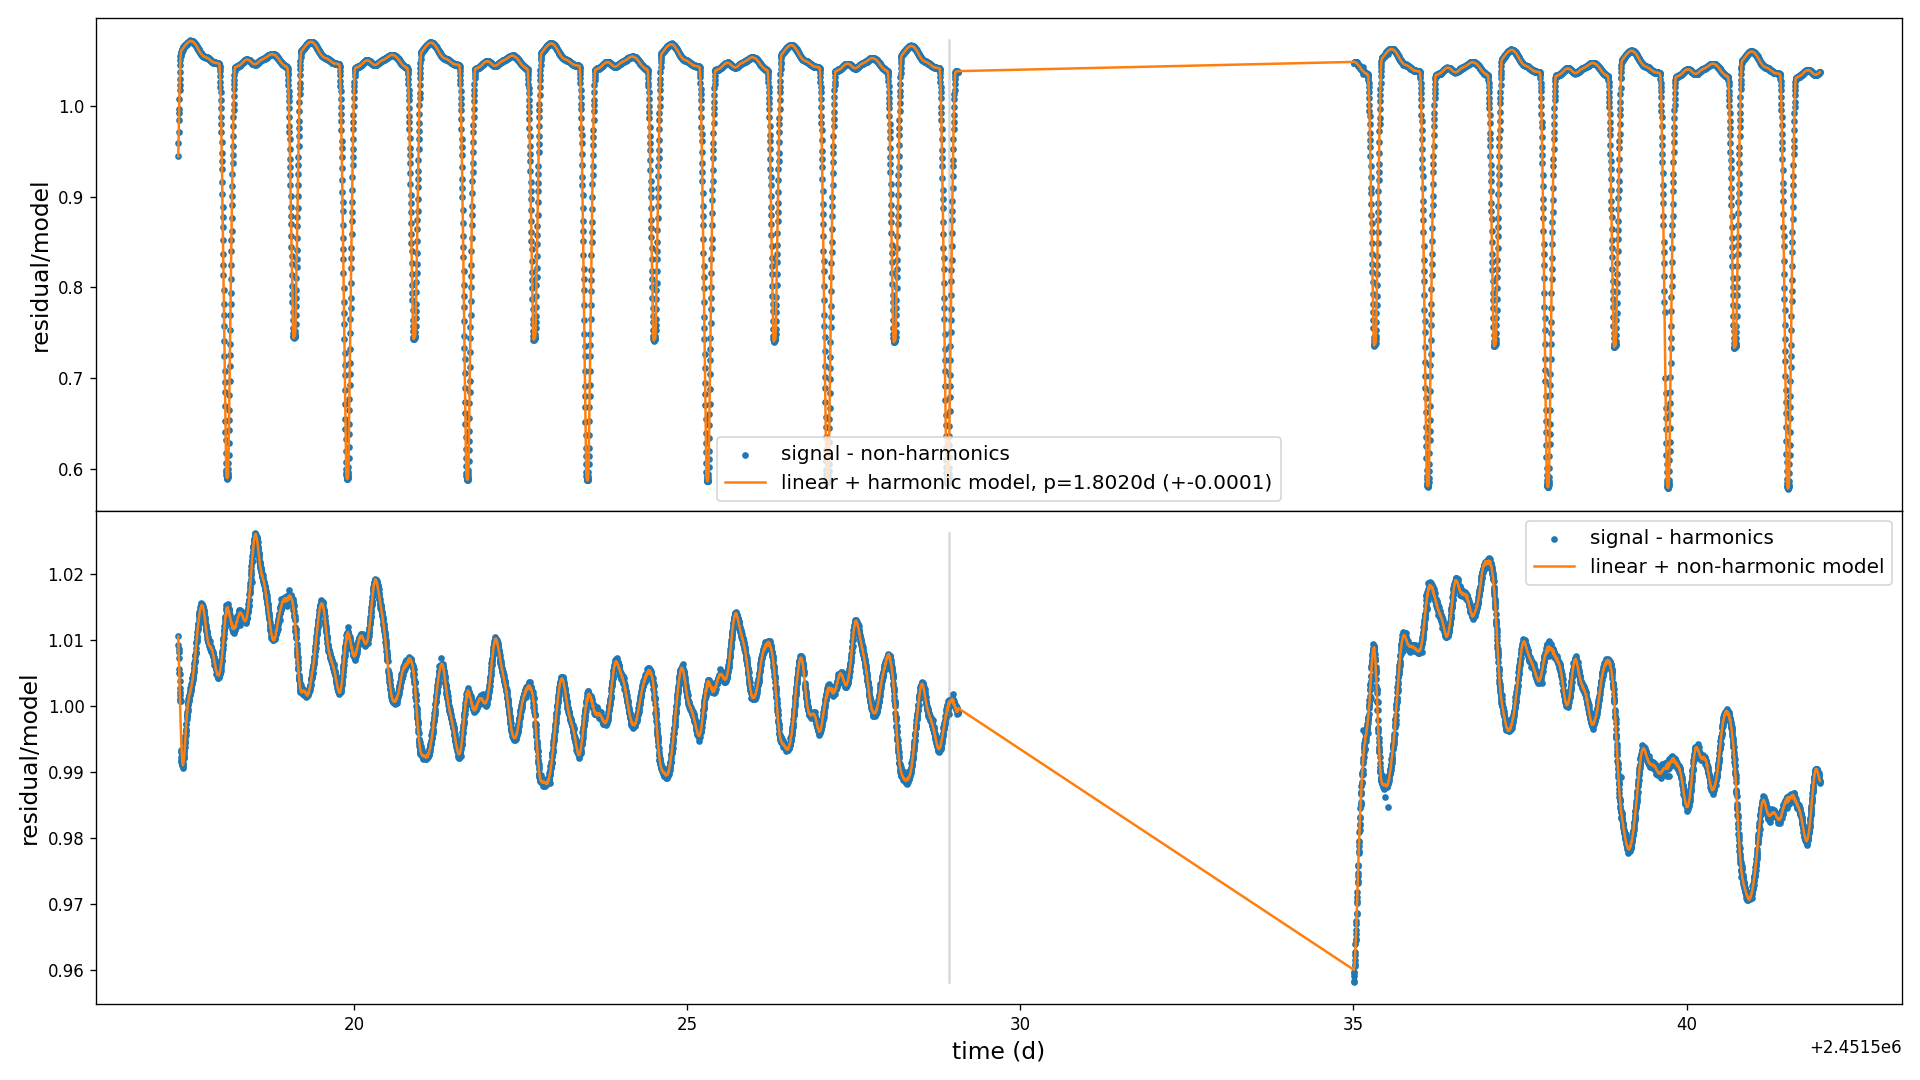 residual/model
1.0
0.9
0.8
0.7
0.6
signal - non-harmonics
linear + harmonic model, p=1.8020d (+-0.0001)
residual/model
1.02
1.01
1.00
0.99
0.98
0.97
0.96
signal - harmonics
linear + non-harmonic model
20
25
30
35
40
time (d)
+2.4515e6